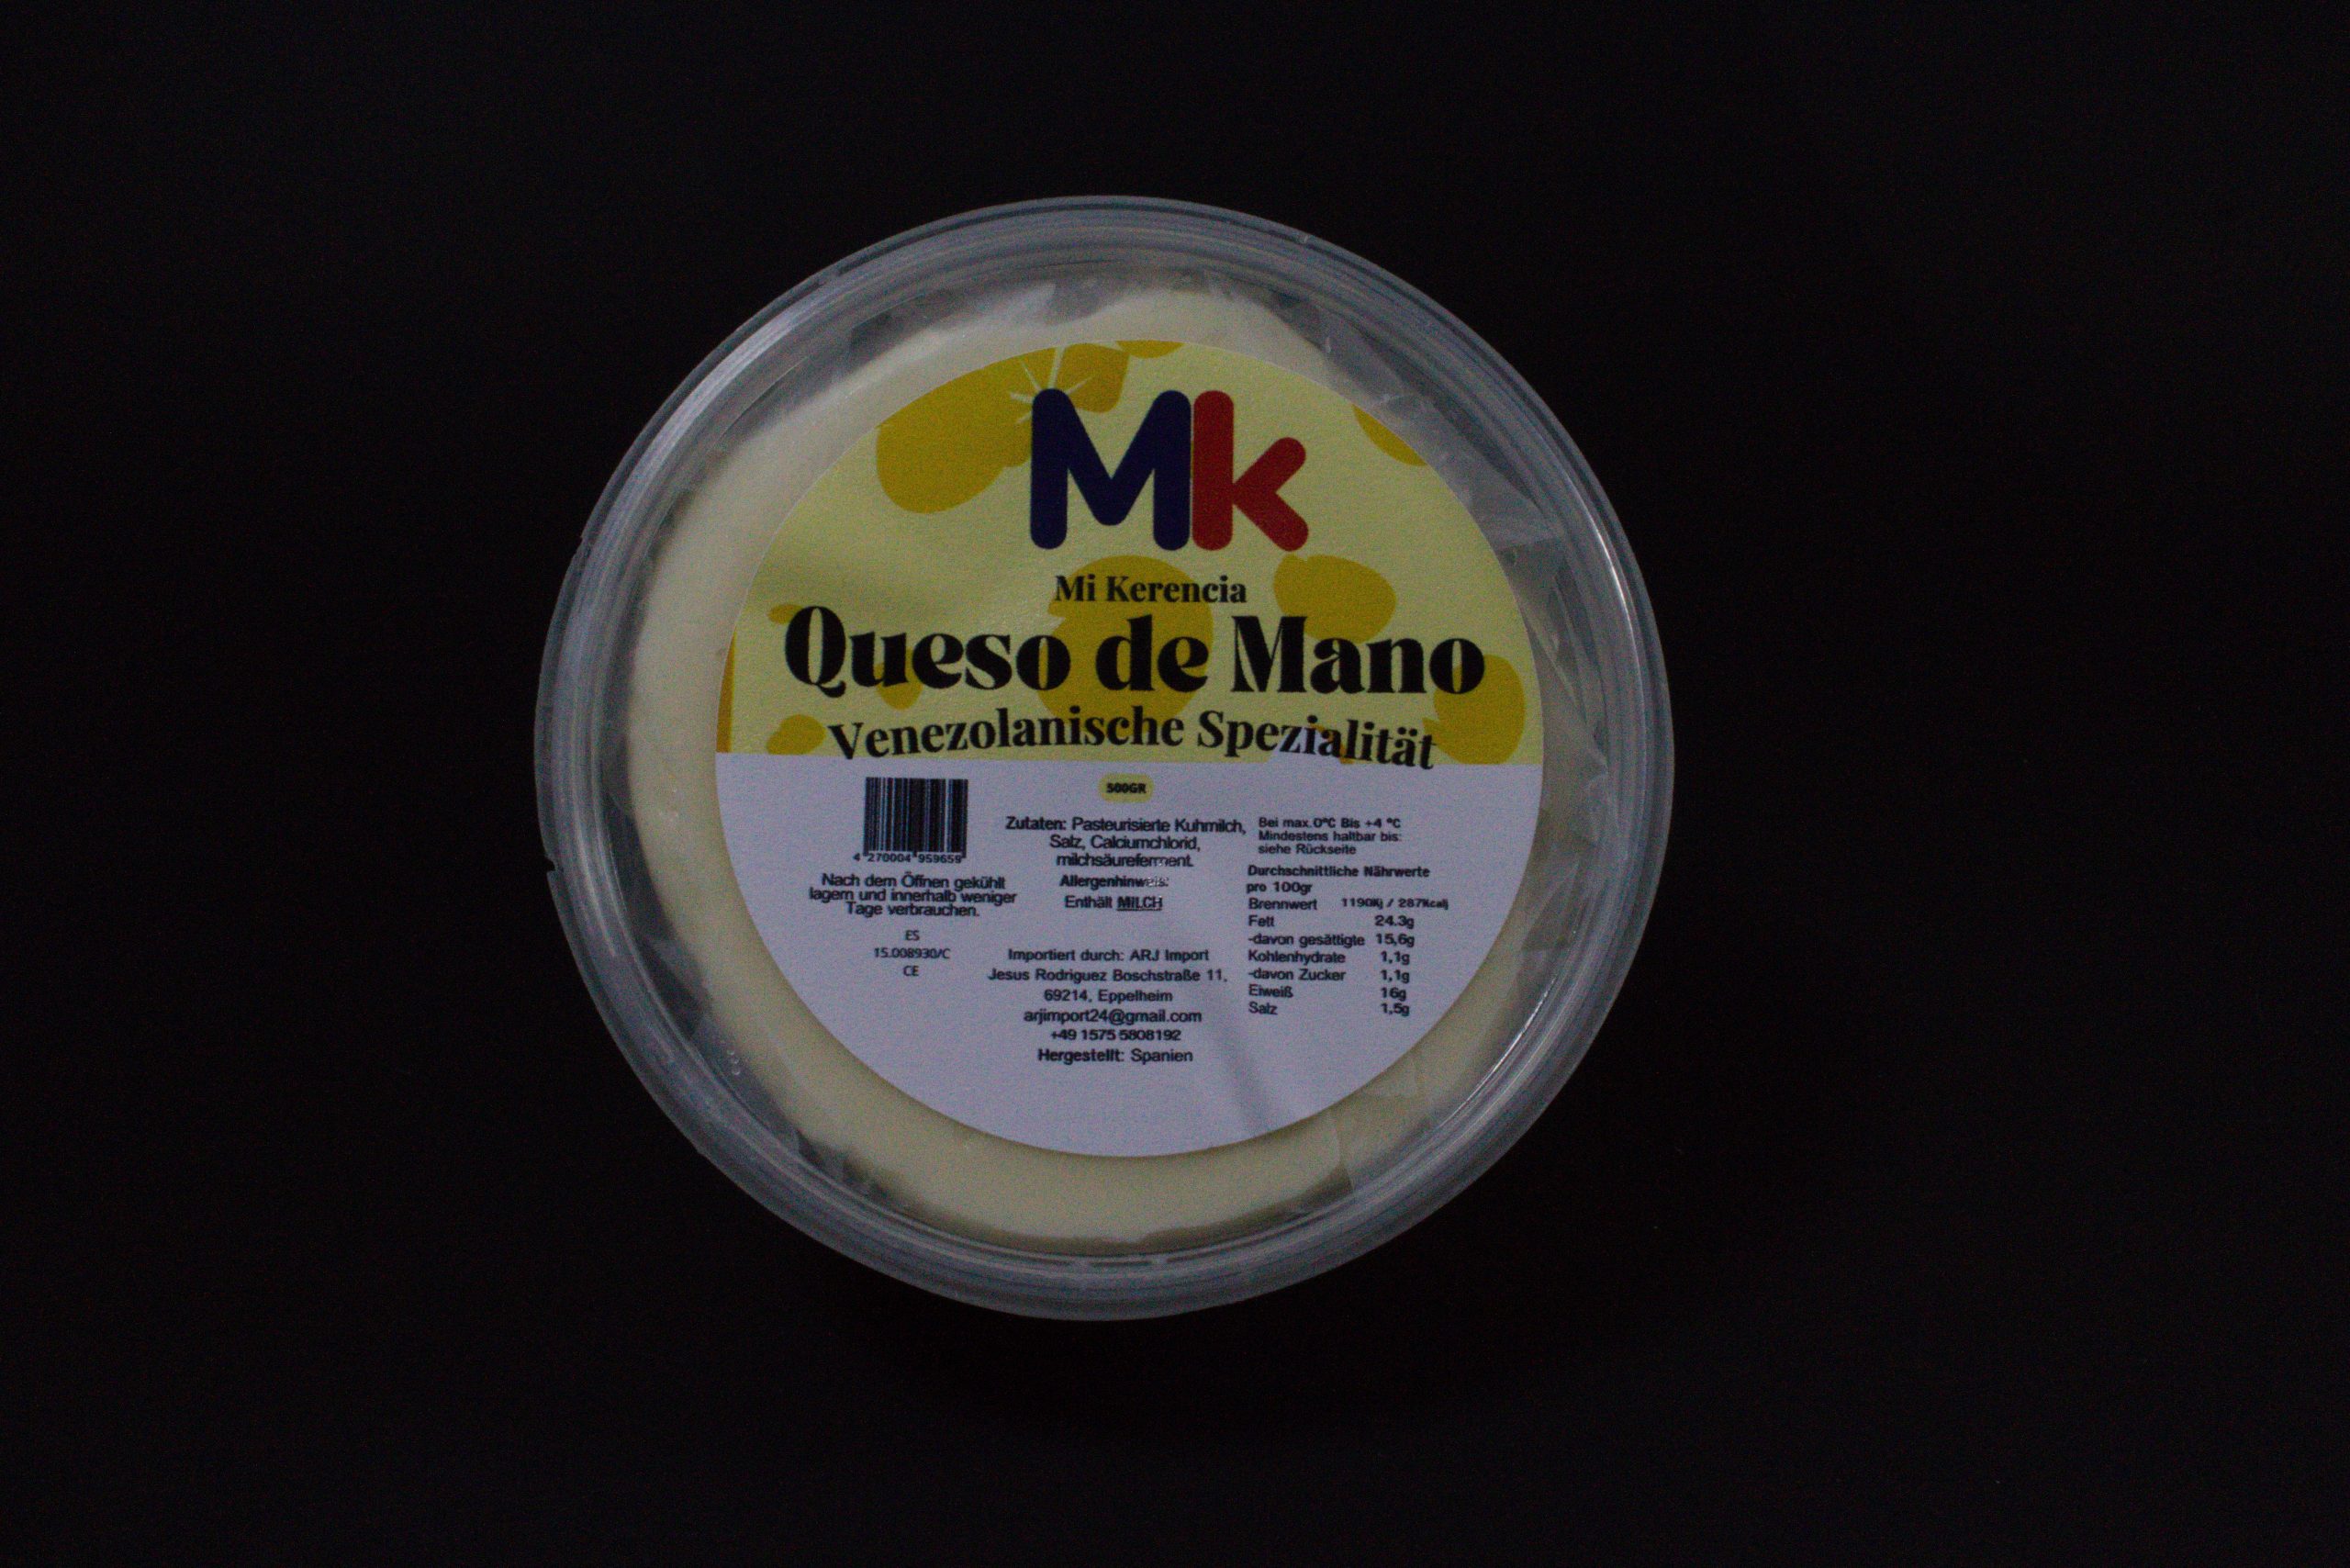 Mk
Mi Kerencia
Queso de Mano
Venezolanische Spezialität
500GR
4 270004 959659
Nach dem Öffnen gekühlt
lagern und innerhalb weniger
Tage verbrauchen.
ES
15.008930/C
CE
Zutaten: Pasteurisierte Kuhmilch,
Salz, Calciumchlorid,
milchsäureferment.
Allergenhinweis:
Enthält MILCH
Importiert durch: ARJ Import
Jesus Rodriguez Boschstraße 11,
69214, Eppelheim
arjimport24@gmail.com
+49 1575 5808192
Hergestellt: Spanien
Bei max.0ºC Bis +4 ºC
Mindestens haltbar bis:
siehe Rückseite
Durchschnittliche Nährwerte
pro 100gr
Brennwert 1190Kj / 287Kcalj
Fett 24.3g
-davon gesättigte 15,6g
Kohlenhydrate 1,1g
-davon Zucker 1,1g
Eiweiß 16g
Salz 1,5g